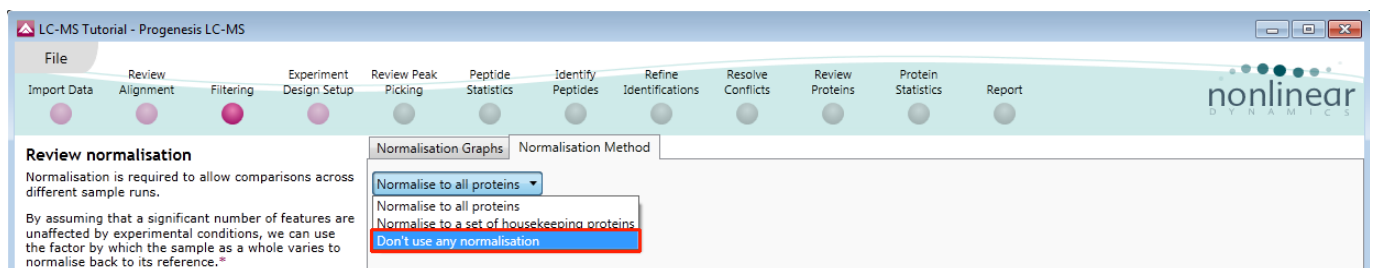 LC-MS Tutorial - Progenesis LC-MS
File
Import Data
Review
Alignment
Filtering
Experiment
Design Setup
Review Peak
Picking
Peptide
Statistics
Identify
Peptides
Refine
Identifications
Resolve
Conflicts
Review
Proteins
Protein
Statistics
Report
nonlinear
DYNAMICS
Review normalisation
Normalisation is required to allow comparisons across
different sample runs.
By assuming that a significant number of features are
unaffected by experimental conditions, we can use
the factor by which the sample as a whole varies to
normalise back to its reference.*
Normalisation Graphs
Normalisation Method
Normalise to all proteins
Normalise to all proteins
Normalise to a set of housekeeping proteins
Don't use any normalisation